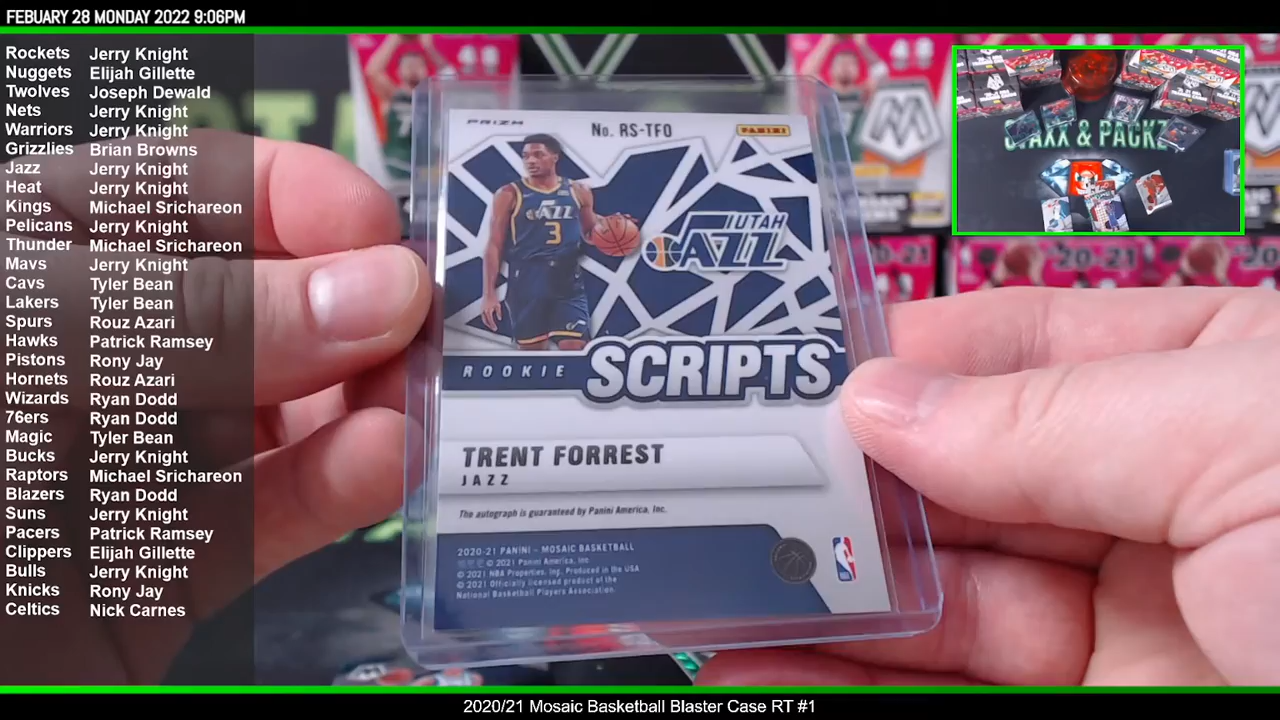 FEBUARY 28 MONDAY 2022 9:06PM
Rockets Jerry Knight
Nuggets Elijah Gillette
Twolves Joseph Dewald
Nets Jerry Knight
Warriors Jerry Knight
Grizzlies Brian Browns
Jazz Jerry Knight
Heat Jerry Knight
Kings Michael Srichareon
Pelicans Jerry Knight
Thunder Michael Srichareon
Mavs Jerry Knight
Cavs Tyler Bean
Lakers Tyler Bean
Spurs Rouz Azari
Hawks Patrick Ramsey
Pistons Rony Jay
Hornets Rouz Azari
Wizards Ryan Dodd
76ers Ryan Dodd
Magic Tyler Bean
Bucks Jerry Knight
Raptors Michael Srichareon
Blazers Ryan Dodd
Suns Jerry Knight
Pacers Patrick Ramsey
Clippers Elijah Gillette
Bulls Jerry Knight
Knicks Rony Jay
Celtics Nick Carnes
PRIZM
No. RS-TFO
PANINI
JAZZ
3
UTAH
JAZZ
ROOKIE
SCRIPTS
TRENT FORREST
JAZZ
The autograph is guaranteed by Panini America, Inc.
2020-21 PANINI – MOSAIC BASKETBALL
© 2021 Panini America, Inc.
© 2021 NBA Properties, Inc. Produced in the USA
© 2021 Officially licensed product of the
National Basketball Players Association.
& PACKZ
20-21
20-21
2020/21 Mosaic Basketball Blaster Case RT #1